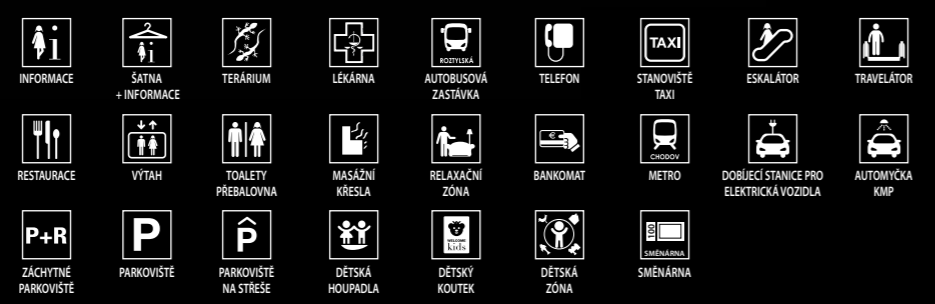 i
INFORMACE
i
ŠATNA
+ INFORMACE
TERÁRIUM
LÉKÁRNA
ROZTYLSKÁ
AUTOBUSOVÁ
ZASTÁVKA
TELEFON
TAXI
STANOVIŠTĚ
TAXI
ESKALÁTOR
TRAVELÁTOR
RESTAURACE
VÝTAH
TOALETY
PŘEBALOVNA
MASÁŽNÍ
KŘESLA
RELAXAČNÍ
ZÓNA
BANKOMAT
CHODOV
METRO
DOBÍJECÍ STANICE PRO
ELEKTRICKÁ VOZIDLA
AUTOMYČKA
KMP
P+R
ZÁCHYTNÉ
PARKOVIŠTĚ
P
PARKOVIŠTĚ
P
PARKOVIŠTĚ
NA STŘEŠE
DĚTSKÁ
HOUPADLA
WELCOME
kids
DĚTSKÝ
KOUTEK
DĚTSKÁ
ZÓNA
100
SMĚNÁRNA
SMĚNÁRNA